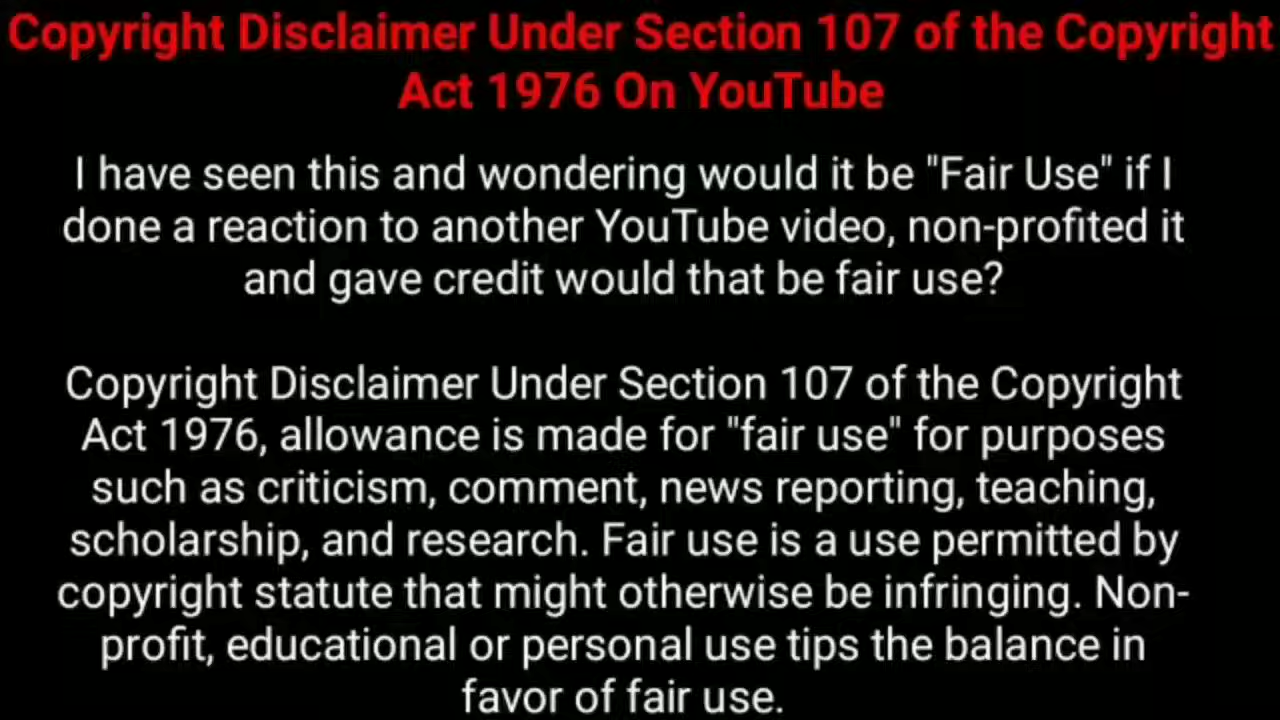 Copyright Disclaimer Under Section 107 of the Copyright
Act 1976 On YouTube
I have seen this and wondering would it be "Fair Use" if I
done a reaction to another YouTube video, non-profited it
and gave credit would that be fair use?
Copyright Disclaimer Under Section 107 of the Copyright
Act 1976, allowance is made for "fair use" for purposes
such as criticism, comment, news reporting, teaching,
scholarship, and research. Fair use is a use permitted by
copyright statute that might otherwise be infringing. Non-
profit, educational or personal use tips the balance in
favor of fair use.